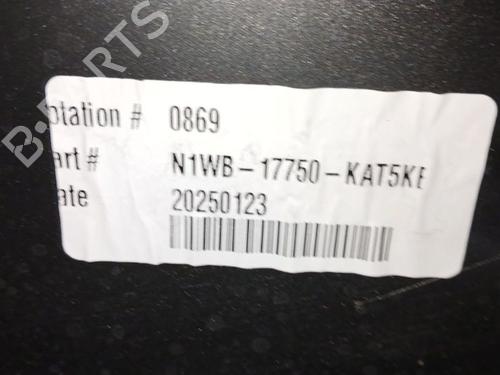 B-PARTS
otation # 0869
art # N1WB-17750-KAT5KE
ate 20250123